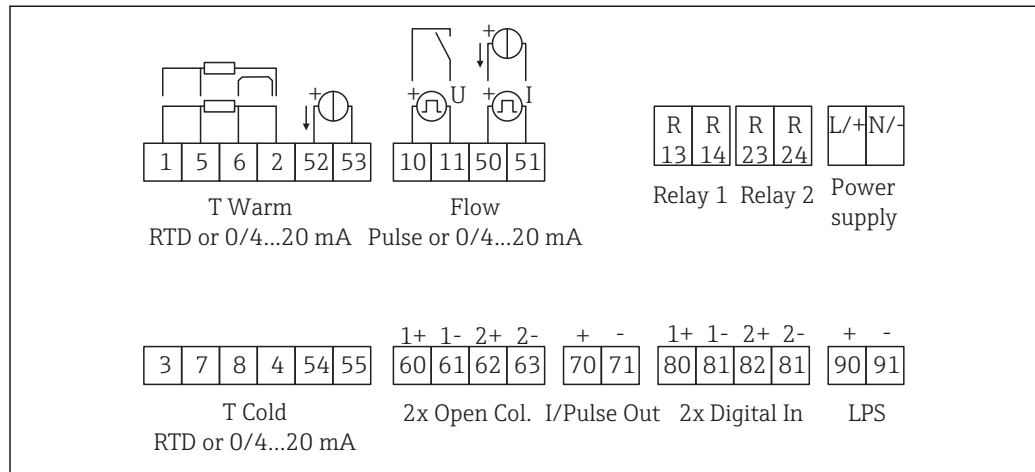 + U + I
+ +
1 5 6 2 52 53 10 11 50 51 R 13 R 14 R 23 R 24 L/+ N/-
T Warm Flow Relay 1 Relay 2 Power supply
RTD or 0/4...20 mA Pulse or 0/4...20 mA
1+ 1- 2+ 2- + - 1+ 1- 2+ 2- + -
3 7 8 4 54 55 60 61 62 63 70 71 80 81 82 81 90 91
T Cold 2x Open Col. I/Pulse Out 2x Digital In LPS
RTD or 0/4...20 mA